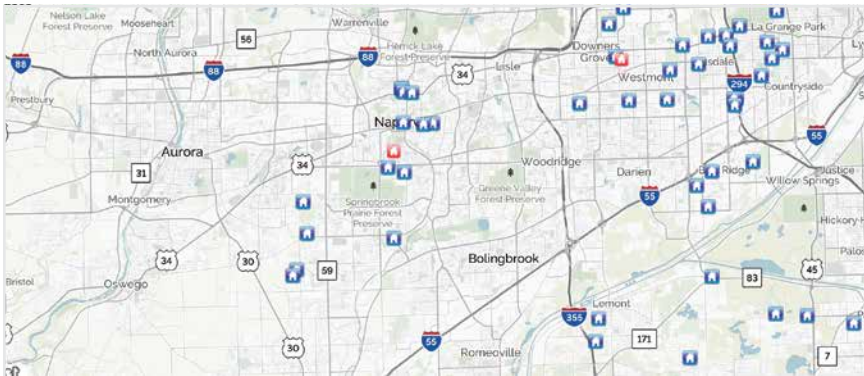 Nelson Lake
Forest Preserve
Mooseheart
Warrenville
La Grange Park
56
North Aurora
Herrick Lake
Forest Preserve
Downers
Grove
88
88
88
34
Lisle
Westmont
294
Countryside
Prestbury
Aurora
55
34
Woodridge
Darien
Justice
31
Willow Springs
Montgomery
Springbrook
Prairie Forest
Preserve
Greene Valley
Forest Preserve
55
Hickory H
34
30
59
Bolingbrook
45
Palos
Bristol
Oswego
83
Lemont
355
55
171
30
Romeoville
7